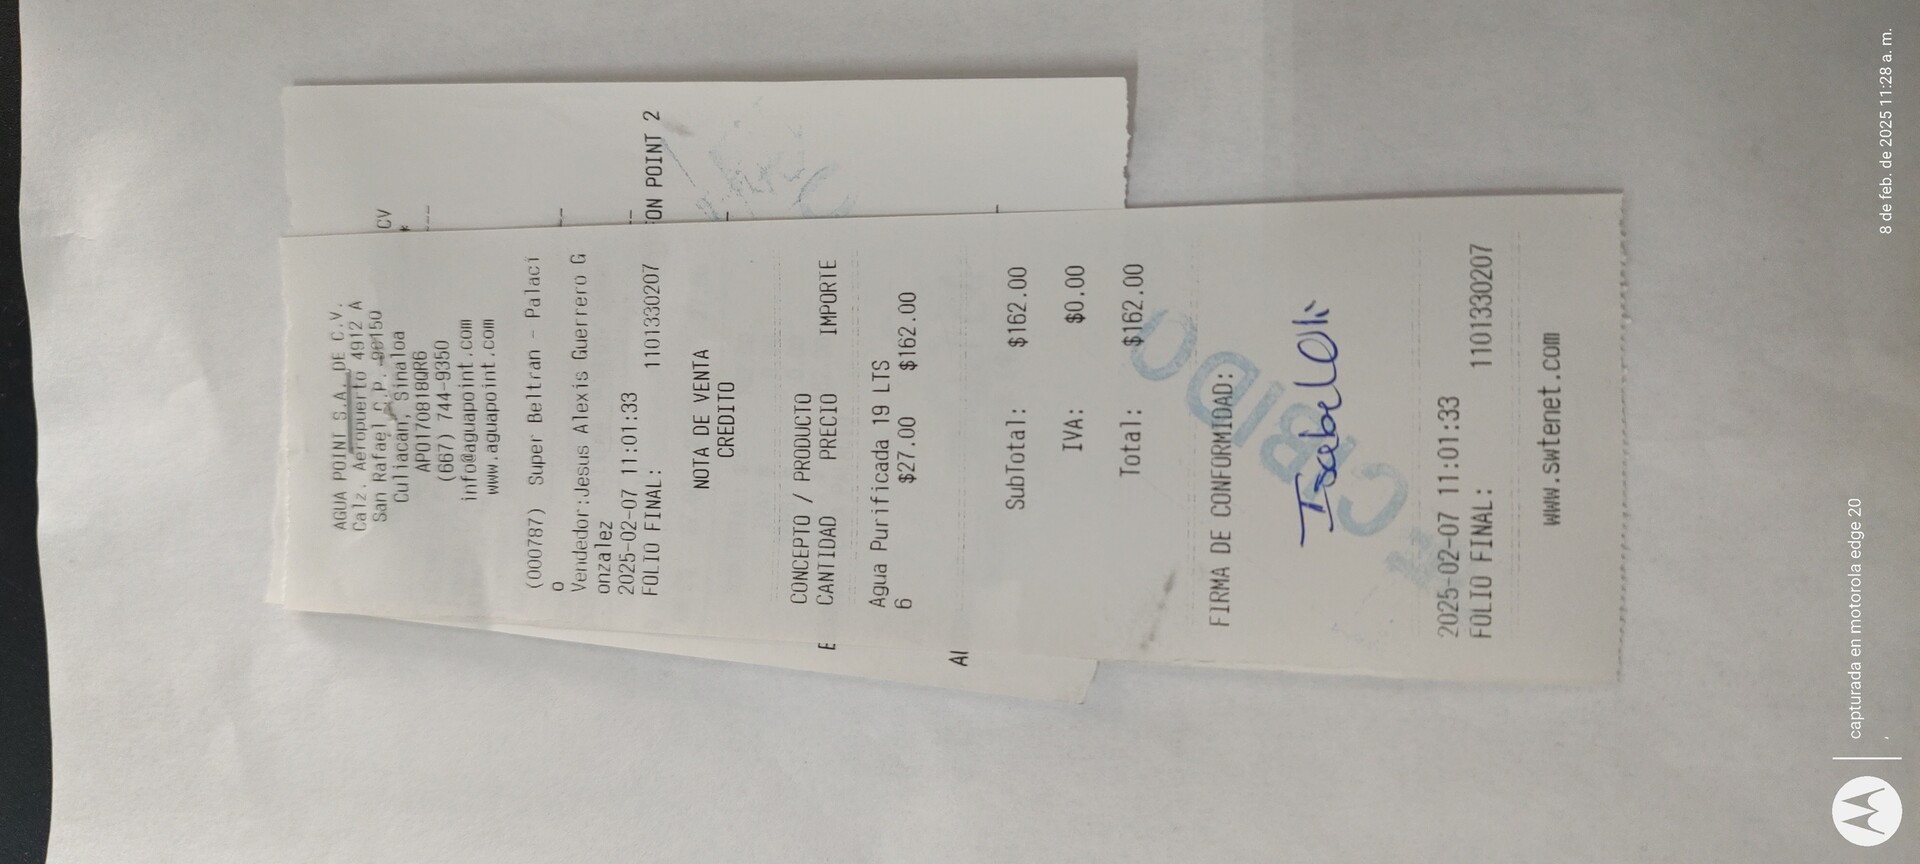 AGUA POINT S.A. DE C.V.
Calz. Aeropuerto 4912 A
San Rafael C.P. 80150
Culiacán, Sinaloa
APO170818QR6
(667) 744-9350
info@aguapoint.com
www.aguapoint.com
(000787) Super Beltran - Palaci
o
Vendedor:Jesus Alexis Guerrero G
onzalez
2025-02-07 11:01:33
FOLIO FINAL: 1101330207
NOTA DE VENTA
CREDITO
CONCEPTO / PRODUCTO
CANTIDAD PRECIO IMPORTE
Agua Purificada 19 LTS
6 $27.00 $162.00
SubTotal: $162.00
IVA: $0.00
Total: $162.00
FIRMA DE CONFORMIDAD:
2025-02-07 11:01:33
FOLIO FINAL: 1101330207
www.swtenet.com
CV
*
ON POINT 2
E
Al
capturada en motorola edge 20
8 de feb. de 2025 11:28 a. m.